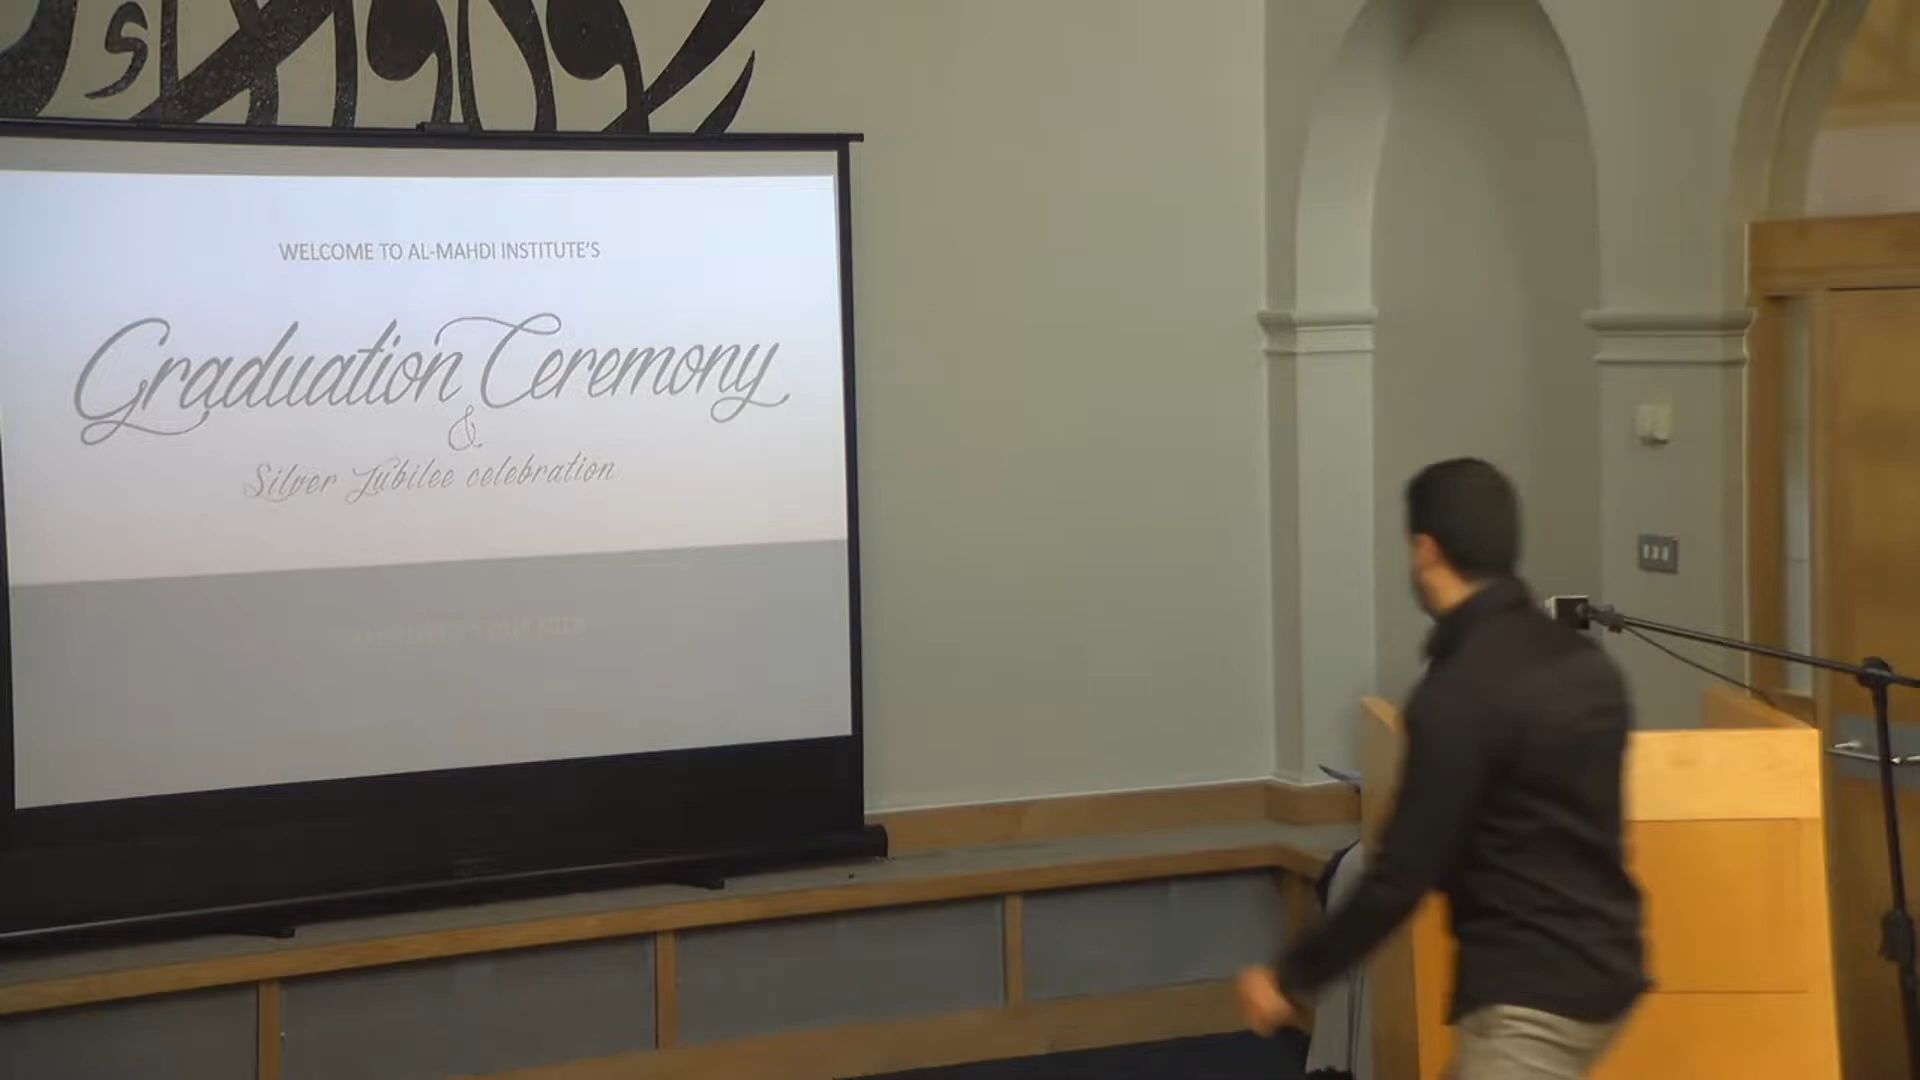 WELCOME TO AL-MAHDI INSTITUTE'S
Graduation Ceremony
&
Silver Jubilee celebration